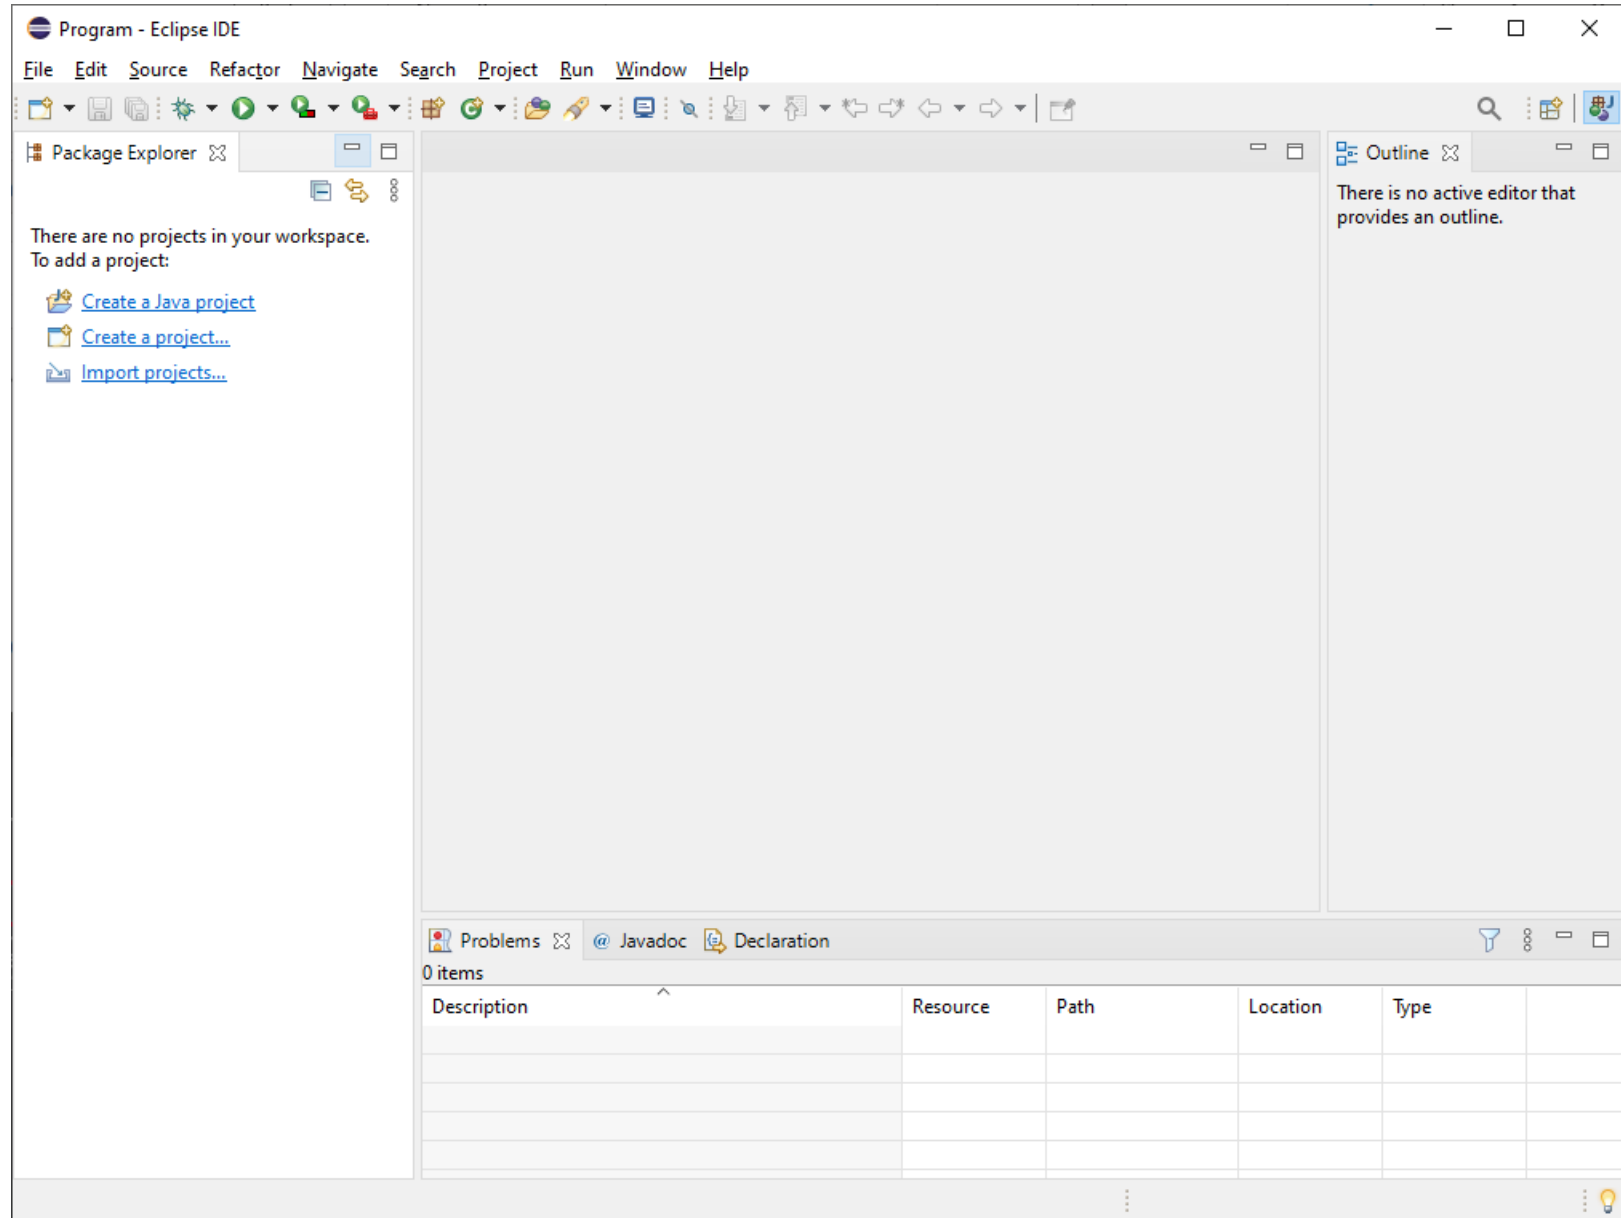 Program - Eclipse IDE
File Edit Source Refactor Navigate Search Project Run Window Help
Package Explorer
There are no projects in your workspace.
To add a project:
Create a Java project
Create a project...
Import projects...
Outline
There is no active editor that
provides an outline.
Problems @ Javadoc Declaration
0 items
Description Resource Path Location Type